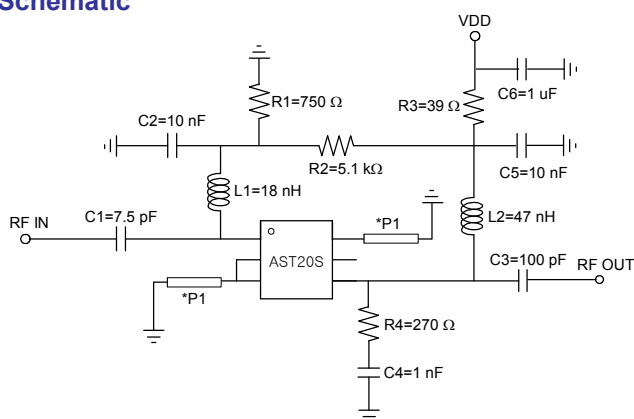 Schematic
VDD
R1=750 Ω
C6=1 uF
R3=39 Ω
C2=10 nF
R2=5.1 kΩ
C5=10 nF
L1=18 nH
L2=47 nH
RF IN
C1=7.5 pF
*P1
AST20S
C3=100 pF
RF OUT
*P1
R4=270 Ω
C4=1 nF